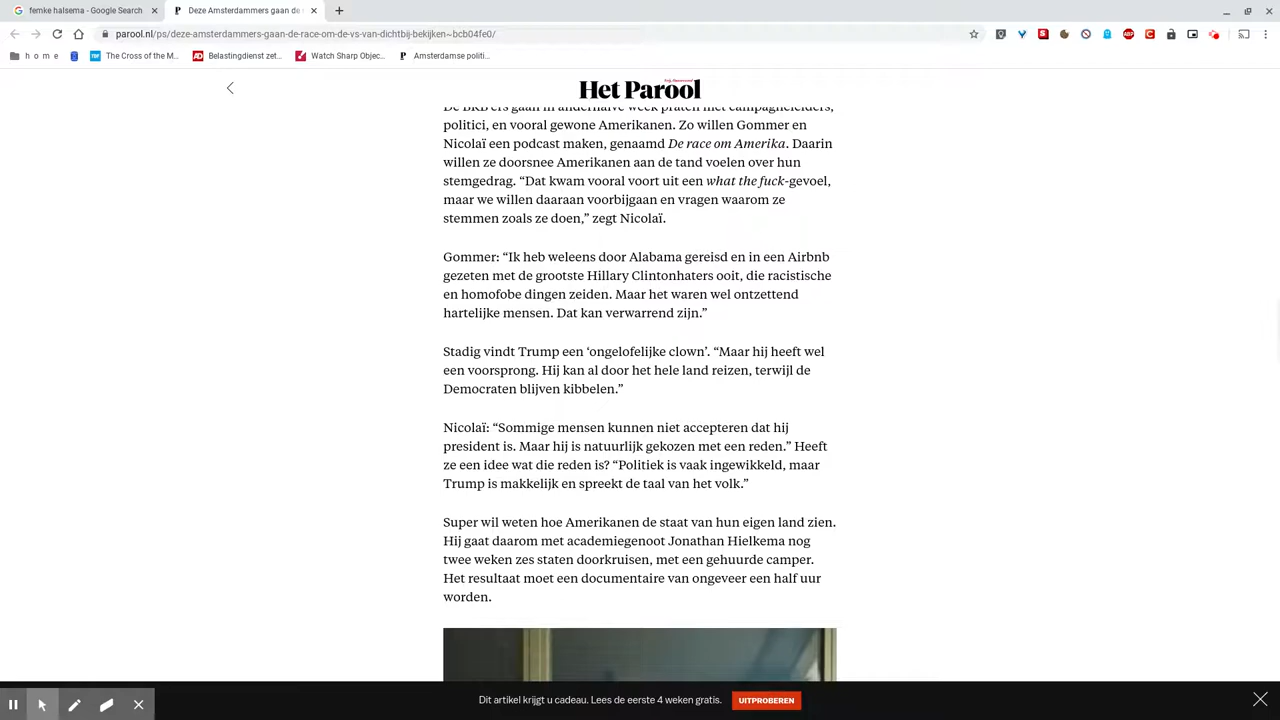 femke halsema - Google Search
Deze Amsterdammers gaan de
parool.nl/ps/deze-amsterdammers-gaan-de-race-om-de-vs-van-dichtbij-bekijken~bcb04fe0/
h o m e
The Cross of the M...
Belastingdienst zet...
Watch Sharp Objec...
Amsterdamse politi...
Het Parool
De BKB'ers gaan in anderhalve week praten met campagneleiders,
politici, en vooral gewone Amerikanen. Zo willen Gommer en
Nicolaï een podcast maken, genaamd De race om Amerika. Daarin
willen ze doorsnee Amerikanen aan de tand voelen over hun
stemgedrag. “Dat kwam vooral voort uit een what the fuck-gevoel,
maar we willen daaraan voorbijgaan en vragen waarom ze
stemmen zoals ze doen,” zegt Nicolaï.
Gommer: “Ik heb weleens door Alabama gereisd en in een Airbnb
gezeten met de grootste Hillary Clintonhaters ooit, die racistische
en homofobe dingen zeiden. Maar het waren wel ontzettend
hartelijke mensen. Dat kan verwarrend zijn.”
Stadig vindt Trump een ‘ongelofelijke clown’. “Maar hij heeft wel
een voorsprong. Hij kan al door het hele land reizen, terwijl de
Democraten blijven kibbelen.”
Nicolaï: “Sommige mensen kunnen niet accepteren dat hij
president is. Maar hij is natuurlijk gekozen met een reden.” Heeft
ze een idee wat die reden is? “Politiek is vaak ingewikkeld, maar
Trump is makkelijk en spreekt de taal van het volk.”
Super wil weten hoe Amerikanen de staat van hun eigen land zien.
Hij gaat daarom met academiegenoot Jonathan Hielkema nog
twee weken zes staten doorkruisen, met een gehuurde camper.
Het resultaat moet een documentaire van ongeveer een half uur
worden.
Dit artikel krijgt u cadeau. Lees de eerste 4 weken gratis.
UITPROBEREN